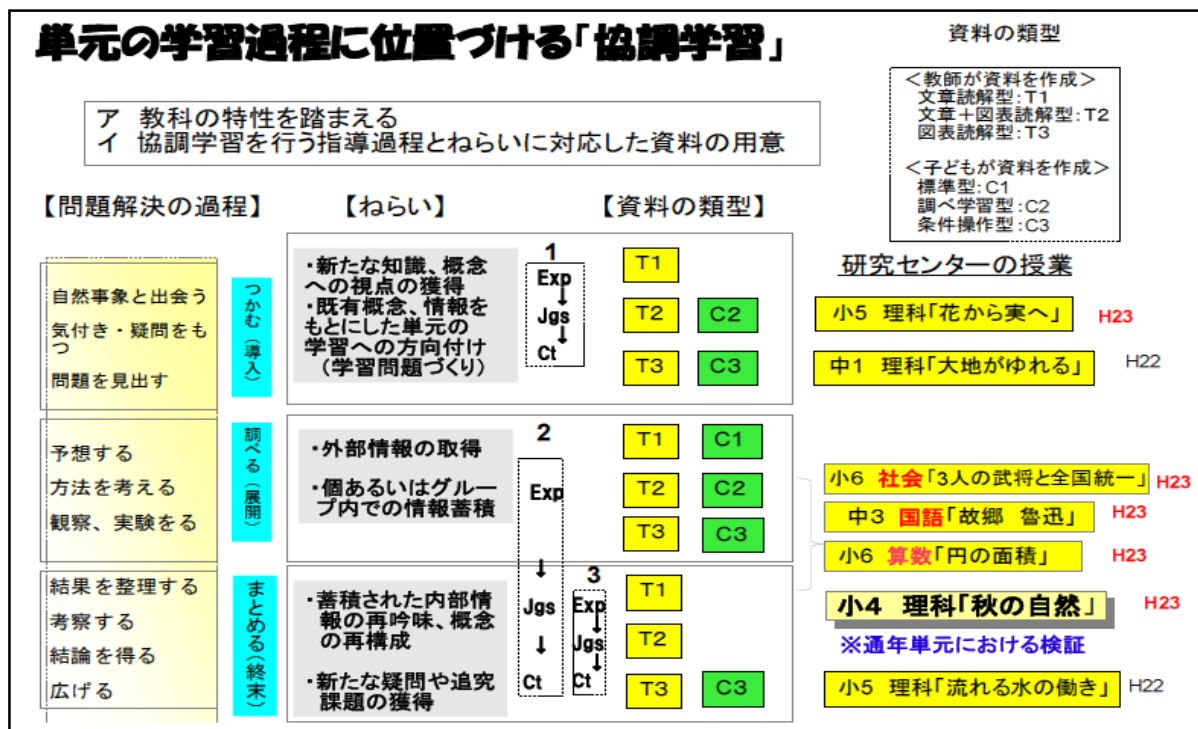 単元の学習過程に位置づける「協調学習」
資料の類型
<教師が資料を作成>
文章読解型:T1
文章+図表読解型:T2
図表読解型:T3
<子どもが資料を作成>
標準型:C1
調べ学習型:C2
条件操作型:C3
ア 教科の特性を踏まえる
イ 協調学習を行う指導過程とねらいに対応した資料の用意
【問題解決の過程】
【ねらい】
【資料の類型】
研究センターの授業
自然事象と出会う
気付き・疑問をも
つ
問題を見出す
つかむ(導入)
・新たな知識、概念
への視点の獲得
・既有概念、情報を
もとにした単元の
学習への方向付け
(学習問題づくり)
1
Exp
↓
Jgs
↓
Ct
T1
T2
C2
T3
C3
小5 理科「花から実へ」
H23
中1 理科「大地がゆれる」
H22
予想する
方法を考える
観察、実験をる
調べる(展開)
・外部情報の取得
・個あるいはグルー
プ内での情報蓄積
2
Exp
↓
Jgs
↓
Ct
T1
C1
T2
C2
T3
C3
小6 社会「3人の武将と全国統一」
H23
中3 国語「故郷 魯迅」
H23
小6 算数「円の面積」
H23
結果を整理する
考察する
結論を得る
広げる
まとめる(終末)
・蓄積された内部情
報の再吟味、概念
の再構成
・新たな疑問や追究
課題の獲得
3
Exp
↓
Jgs
↓
Ct
T1
T2
T3
C3
小4 理科「秋の自然」
H23
※通年単元における検証
小5 理科「流れる水の働き」
H22